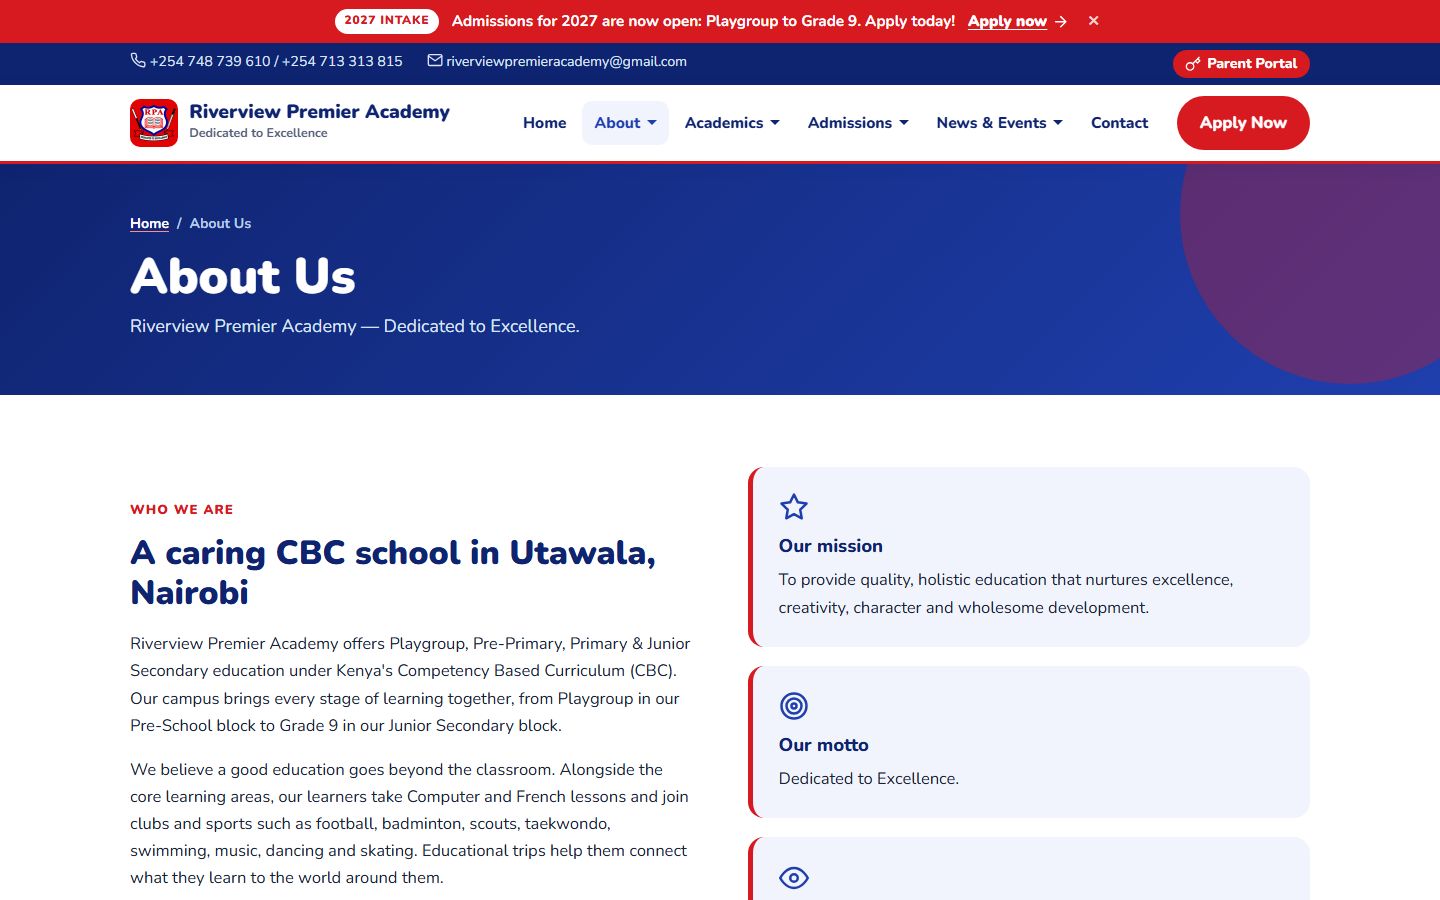 2027 INTAKE Admissions for 2027 are now open: Playgroup to Grade 9. Apply today! Apply now → ✕
+254 748 739 610 / +254 713 313 815 riverviewpremieracademy@gmail.com Parent Portal
RPA
Riverview Premier Academy
Dedicated to Excellence
Home About Academics Admissions News & Events Contact Apply Now
Home / About Us
About Us
Riverview Premier Academy — Dedicated to Excellence.
WHO WE ARE
A caring CBC school in Utawala,
Nairobi
Riverview Premier Academy offers Playgroup, Pre-Primary, Primary & Junior
Secondary education under Kenya's Competency Based Curriculum (CBC).
Our campus brings every stage of learning together, from Playgroup in our
Pre-School block to Grade 9 in our Junior Secondary block.
We believe a good education goes beyond the classroom. Alongside the
core learning areas, our learners take Computer and French lessons and join
clubs and sports such as football, badminton, scouts, taekwondo,
swimming, music, dancing and skating. Educational trips help them connect
what they learn to the world around them.
Our mission
To provide quality, holistic education that nurtures excellence,
creativity, character and wholesome development.
Our motto
Dedicated to Excellence.